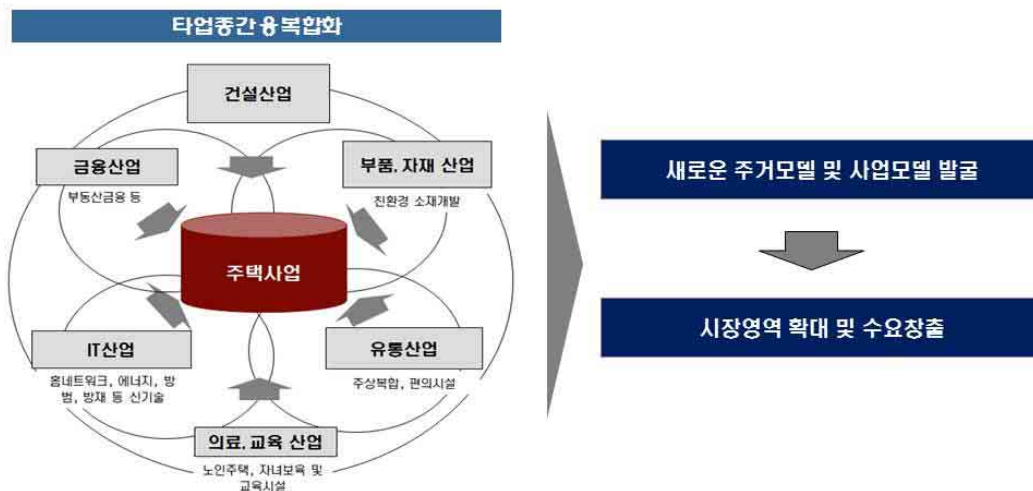 타업종간 융복합화
건설산업
금융산업
부동산금융 등
부품, 자재 산업
친환경 소재개발
주택사업
IT산업
홈네트워크, 에너지, 방
범, 방재 등 신기술
유통산업
주상복합, 편의시설
의료, 교육 산업
노인주택, 자녀보육 및
교육시설
새로운 주거모델 및 사업모델 발굴
시장영역 확대 및 수요창출